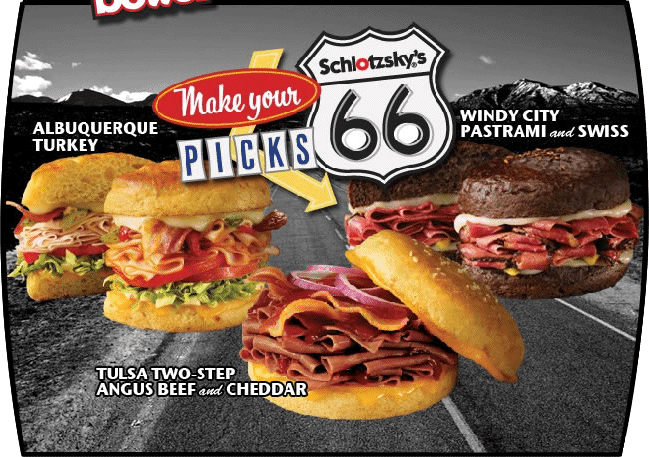 Schlotzsky's
66
Make your
PICKS
ALBUQUERQUE
TURKEY
WINDY CITY
PASTRAMI and SWISS
TULSA TWO-STEP
ANGUS BEEF and CHEDDAR